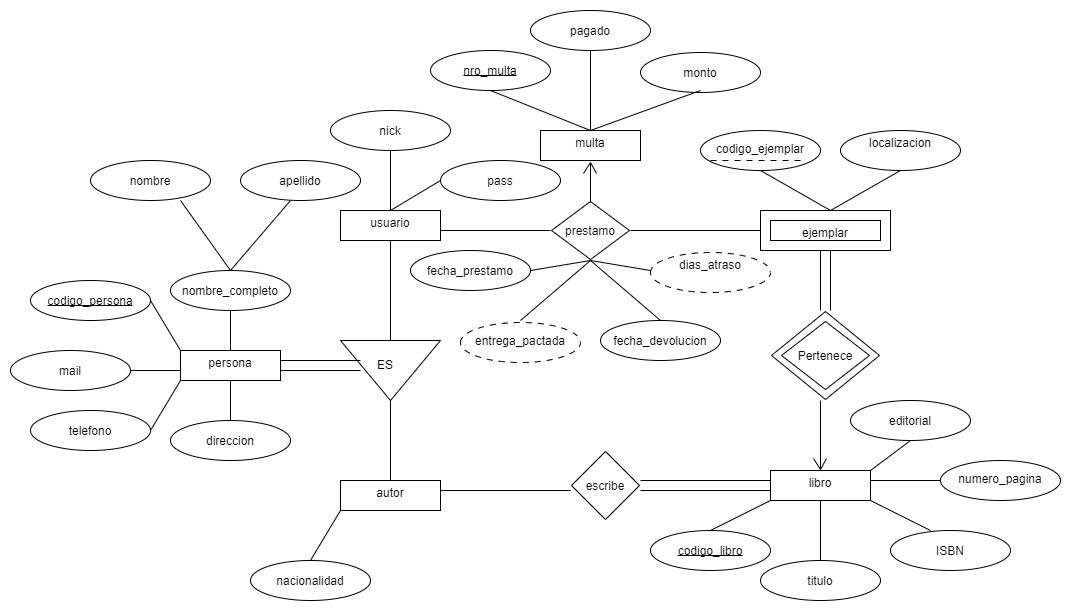 pagado
nro_multa
monto
nick
multa
codigo_ejemplar
localizacion
nombre
apellido
pass
usuario
prestamo
ejemplar
fecha_prestamo
dias_atraso
nombre_completo
codigo_persona
entrega_pactada
fecha_devolucion
Pertenece
persona
ES
mail
telefono
direccion
editorial
autor
escribe
libro
numero_pagina
codigo_libro
ISBN
nacionalidad
titulo